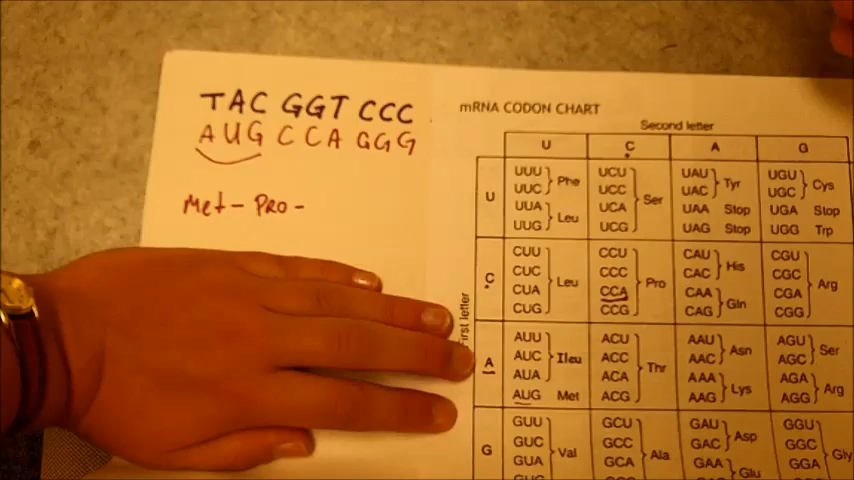 TAC GGT CCC
AUG CCA GGG
Met - Pro -
mRNA CODON CHART
Second letter
U C A G
First letter
U
UUU
UUC
Phe
UUA
UUG
Leu
UCU
UCC
UCA
UCG
Ser
UAU
UAC
Tyr
UAA Stop
UAG Stop
UGU
UGC
Cys
UGA Stop
UGG Trp
C
CUU
CUC
CUA
CUG
Leu
CCU
CCC
CCA
CCG
Pro
CAU
CAC
His
CAA
CAG
Gln
CGU
CGC
CGA
CGG
Arg
A
AUU
AUC
AUA
Ileu
AUG Met
ACU
ACC
ACA
ACG
Thr
AAU
AAC
Asn
AAA
AAG
Lys
AGU
AGC
Ser
AGA
AGG
Arg
G
GUU
GUC
GUA
Val
GCU
GCC
GCA
Ala
GAU
GAC
Asp
GAA
Glu
GGU
GGC
GGA
Gly